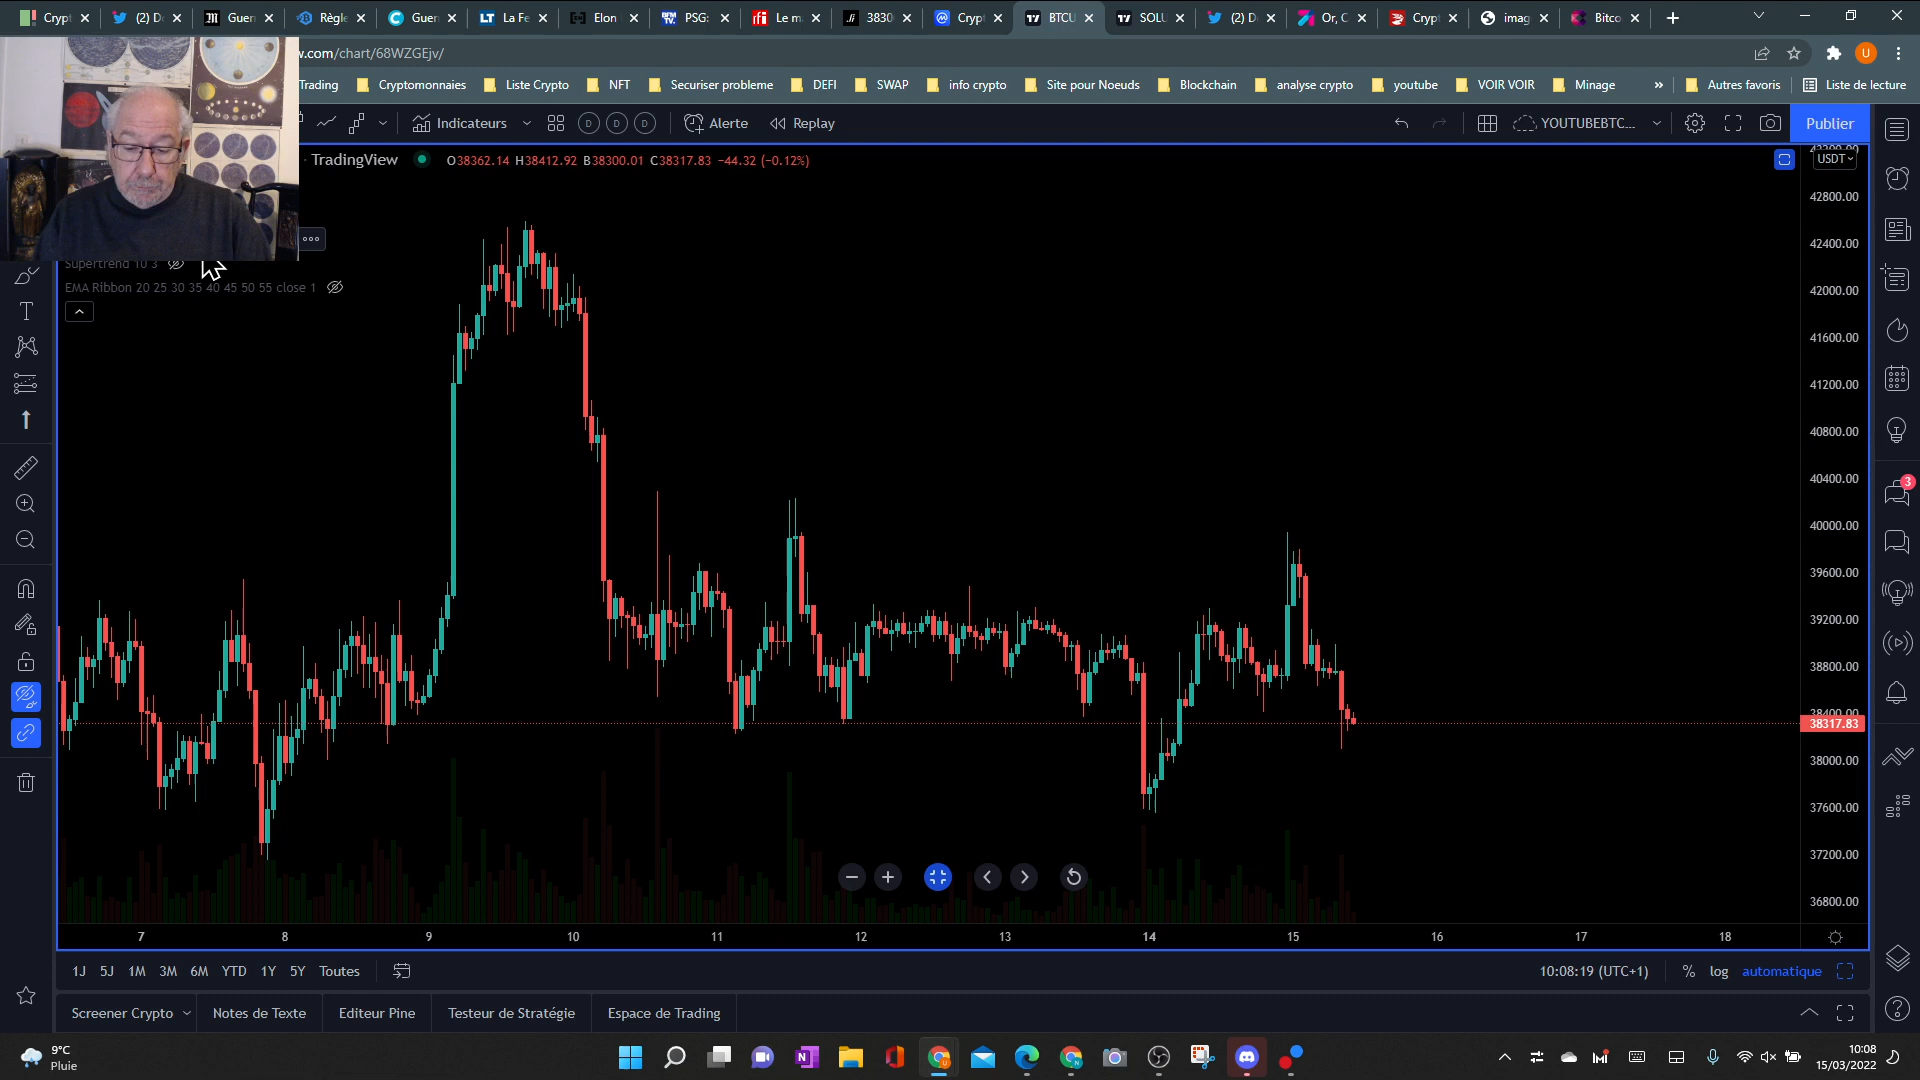 Crypt
(2) D
Guer
Règle
Guer
La Fe
Elon
PSG:
Le m
3830
Crypt
BTCU
SOLU
(2) D
Or, C
Crypt
imag
Bitco
w.com/chart/68WZGEjv/
Trading
Cryptomonnaies
Liste Crypto
NFT
Securiser probleme
DEFI
SWAP
info crypto
Site pour Noeuds
Blockchain
analyse crypto
youtube
VOIR VOIR
Minage
Autres favoris
Liste de lecture
Indicateurs
D D D
Alerte
Replay
YOUTUBEBTC...
Publier
TradingView
O38362.14 H38412.92 B38300.01 C38317.83 −44.32 (−0.12%)
USDT
Supertrend 10 3
EMA Ribbon 20 25 30 35 40 45 50 55 close 1
42800.00
42400.00
42000.00
41600.00
41200.00
40800.00
40400.00
40000.00
39600.00
39200.00
38800.00
38400.00
38317.83
38000.00
37600.00
37200.00
36800.00
3
7 8 9 10 11 12 13 14 15 16 17 18
1J 5J 1M 3M 6M YTD 1Y 5Y Toutes
10:08:19 (UTC+1)
% log automatique
Screener Crypto
Notes de Texte
Editeur Pine
Testeur de Stratégie
Espace de Trading
9°C
Pluie
10:08
15/03/2022